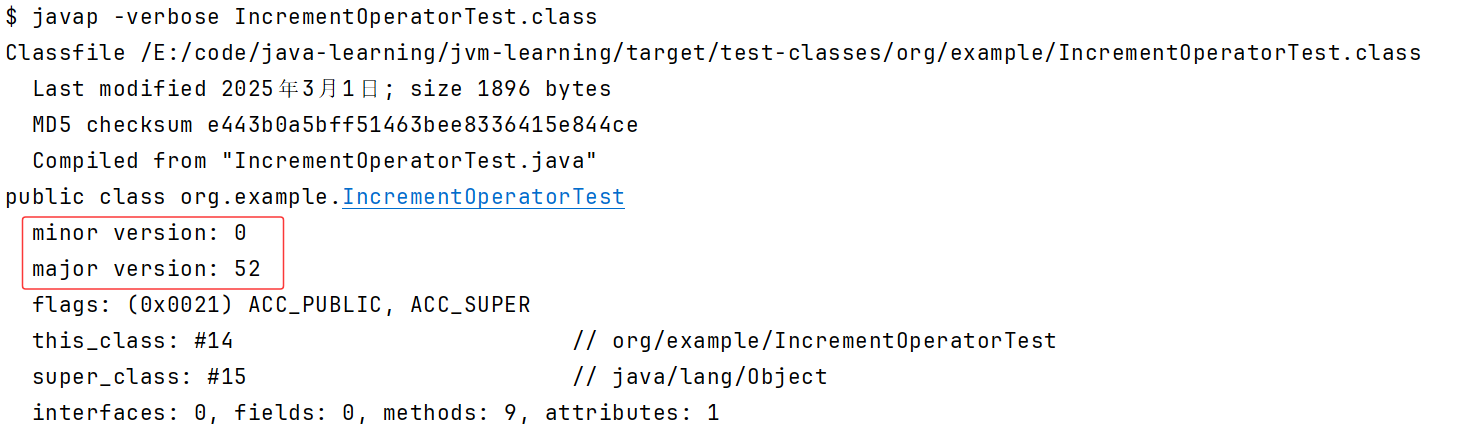 $ javap -verbose IncrementOperatorTest.class
Classfile /E:/code/java-learning/jvm-learning/target/test-classes/org/example/IncrementOperatorTest.class
  Last modified 2025年3月1日; size 1896 bytes
  MD5 checksum e443b0a5bff51463bee8336415e844ce
  Compiled from "IncrementOperatorTest.java"
public class org.example.IncrementOperatorTest
  minor version: 0
  major version: 52
  flags: (0x0021) ACC_PUBLIC, ACC_SUPER
  this_class: #14                         // org/example/IncrementOperatorTest
  super_class: #15                        // java/lang/Object
  interfaces: 0, fields: 0, methods: 9, attributes: 1